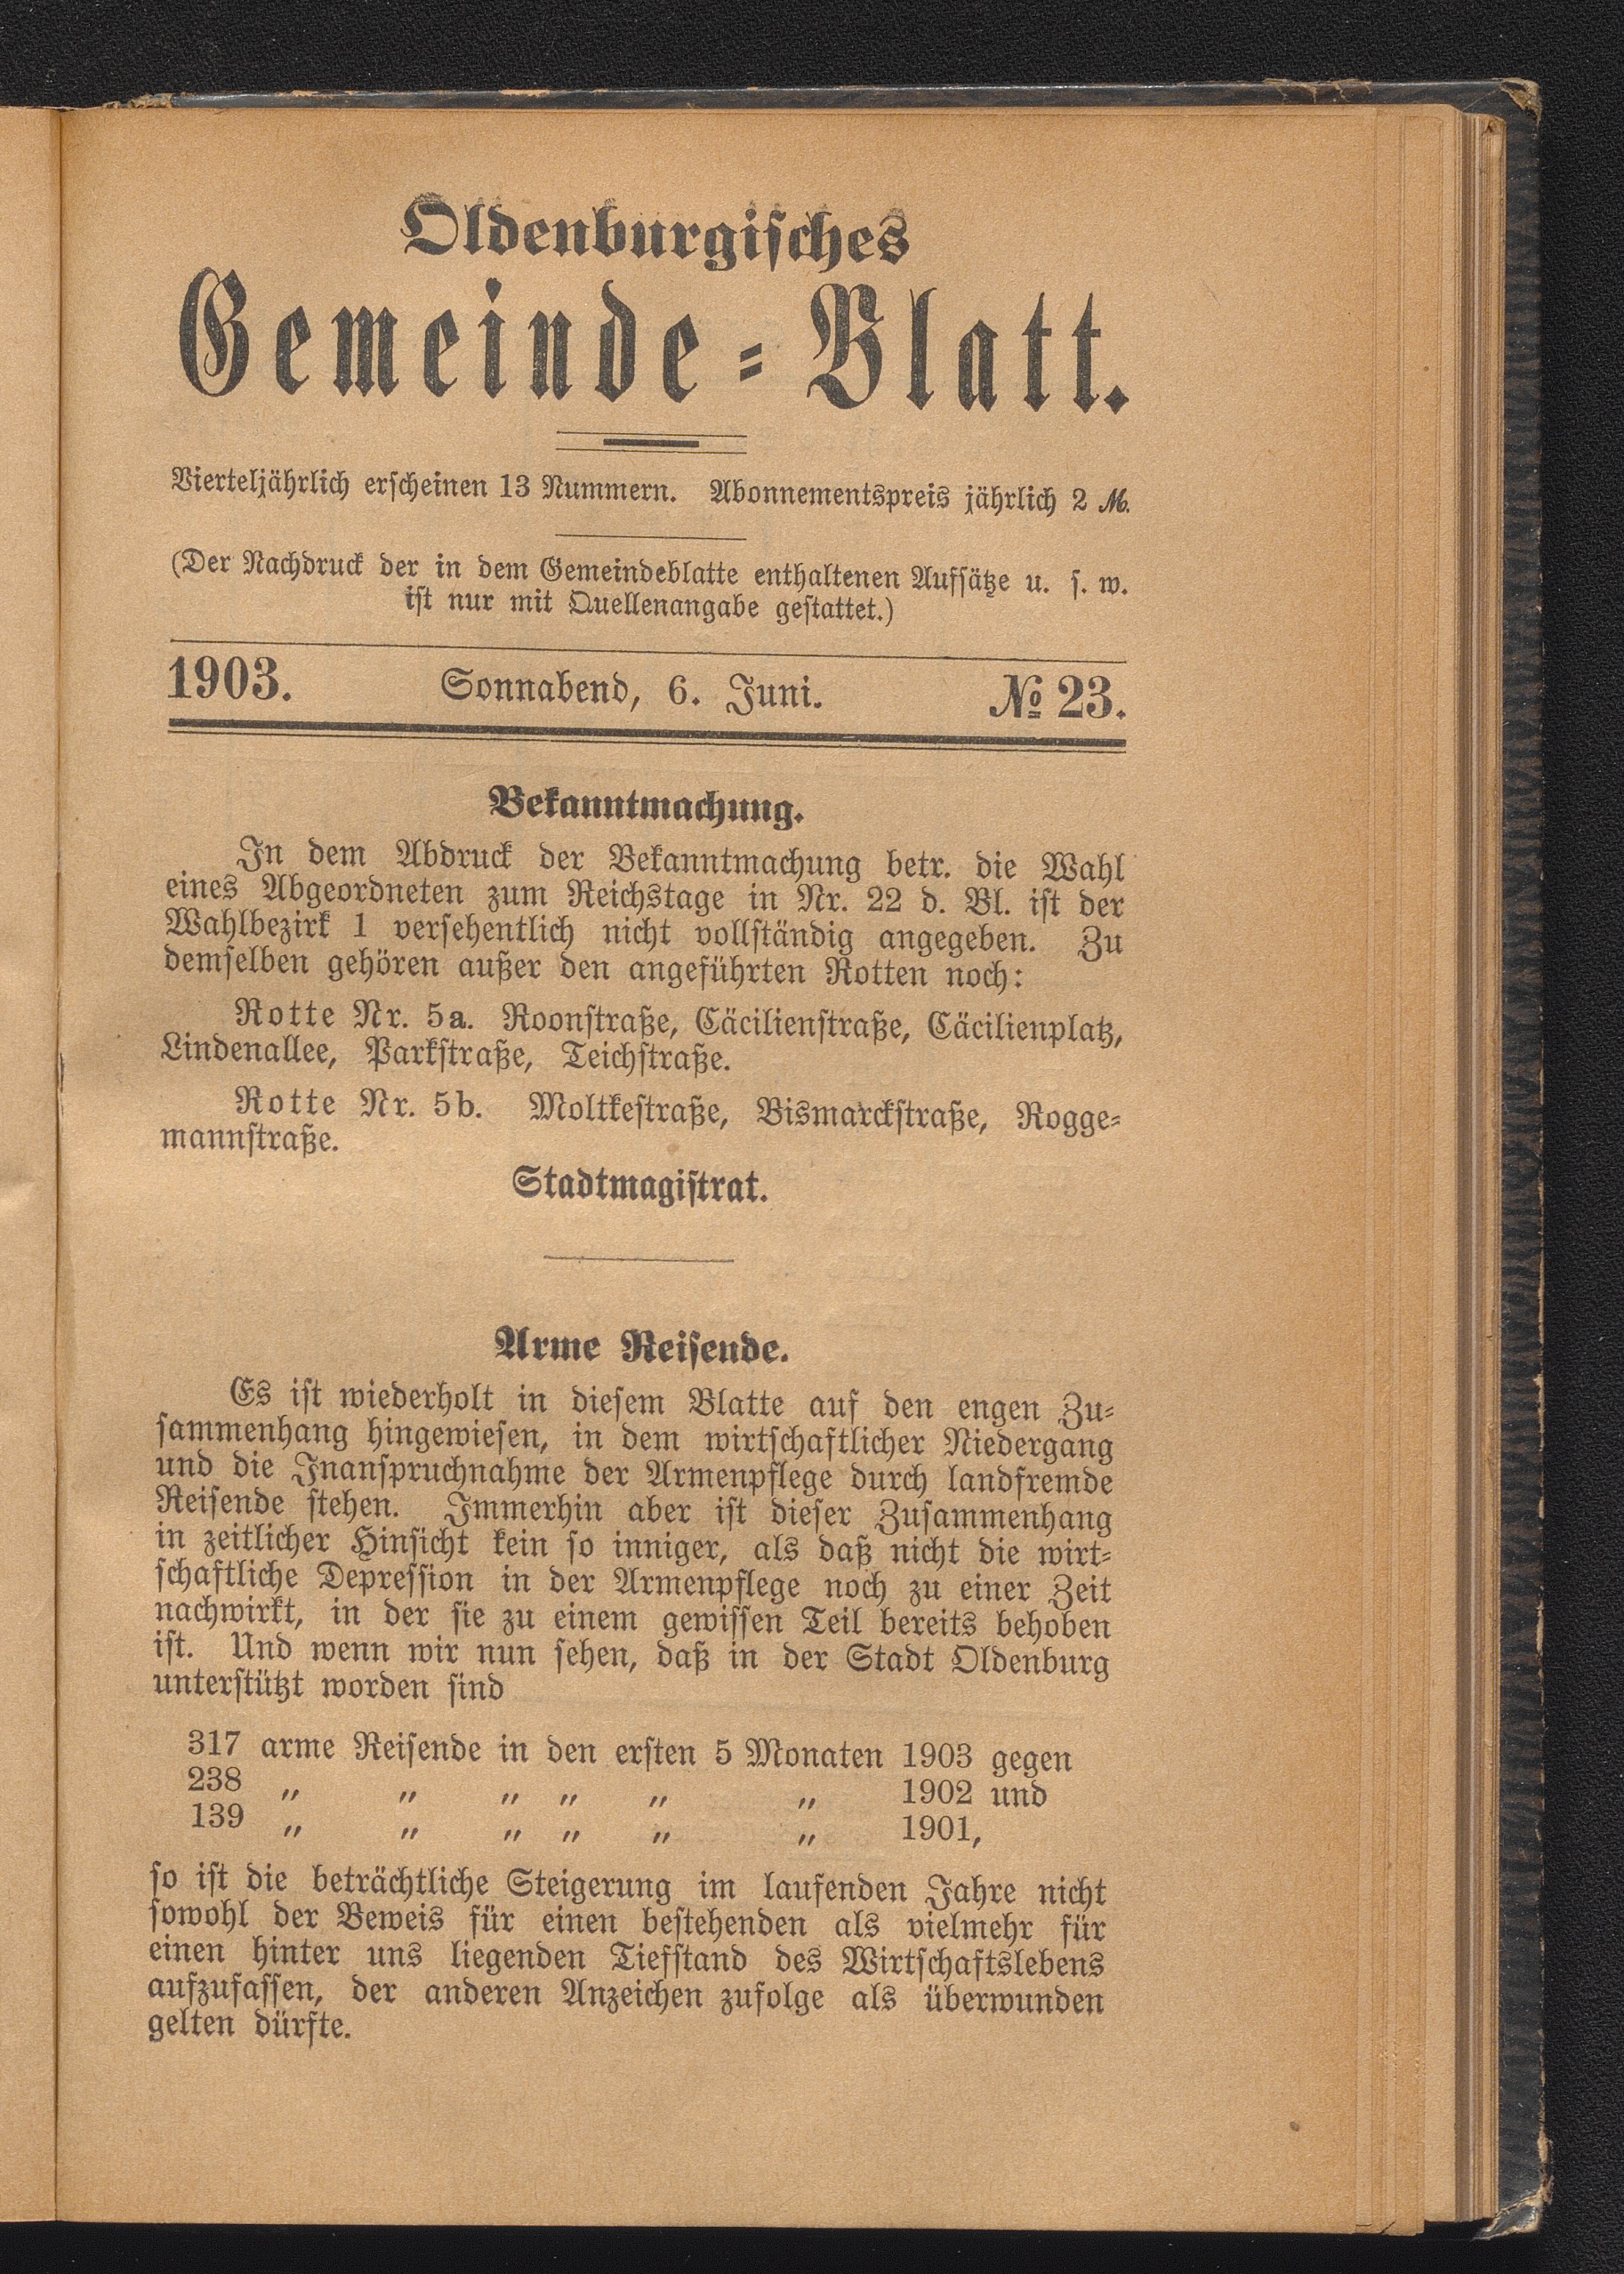 Oldenburgisches
Gemeinde-Blatt.
Vierteljährlich erscheinen 13 Nummern. Abonnementspreis jährlich 2 ℳ.
(Der Nachdruck der in dem Gemeindeblatte enthaltenen Aufsätze u. s. w.
ist nur mit Quellenangabe gestattet.)
1903. Sonnabend, 6. Juni. № 23.
Bekanntmachung.
In dem Abdruck der Bekanntmachung betr. die Wahl
eines Abgeordneten zum Reichstage in Nr. 22 d. Bl. ist der
Wahlbezirk 1 versehentlich nicht vollständig angegeben. Zu
demselben gehören außer den angeführten Rotten noch:
Rotte Nr. 5a. Roonstraße, Cäcilienstraße, Cäcilienplatz,
Lindenallee, Parkstraße, Teichstraße.
Rotte Nr. 5b. Moltkestraße, Bismarckstraße, Rogge-
mannstraße.
Stadtmagistrat.
Arme Reisende.
Es ist wiederholt in diesem Blatte auf den engen Zu-
sammenhang hingewiesen, in dem wirtschaftlicher Niedergang
und die Inanspruchnahme der Armenpflege durch landfremde
Reisende stehen. Immerhin aber ist dieser Zusammenhang
in zeitlicher Hinsicht kein so inniger, als daß nicht die wirt-
schaftliche Depression in der Armenpflege noch zu einer Zeit
nachwirkt, in der sie zu einem gewissen Teil bereits behoben
ist. Und wenn wir nun sehen, daß in der Stadt Oldenburg
unterstützt worden sind
317 arme Reisende in den ersten 5 Monaten 1903 gegen
238 „ „ „ „ „ „ 1902 und
139 „ „ „ „ „ „ 1901,
so ist die beträchtliche Steigerung im laufenden Jahre nicht
sowohl der Beweis für einen bestehenden als vielmehr für
einen hinter uns liegenden Tiefstand des Wirtschaftslebens
aufzufassen, der anderen Anzeichen zufolge als überwunden
gelten dürfte.